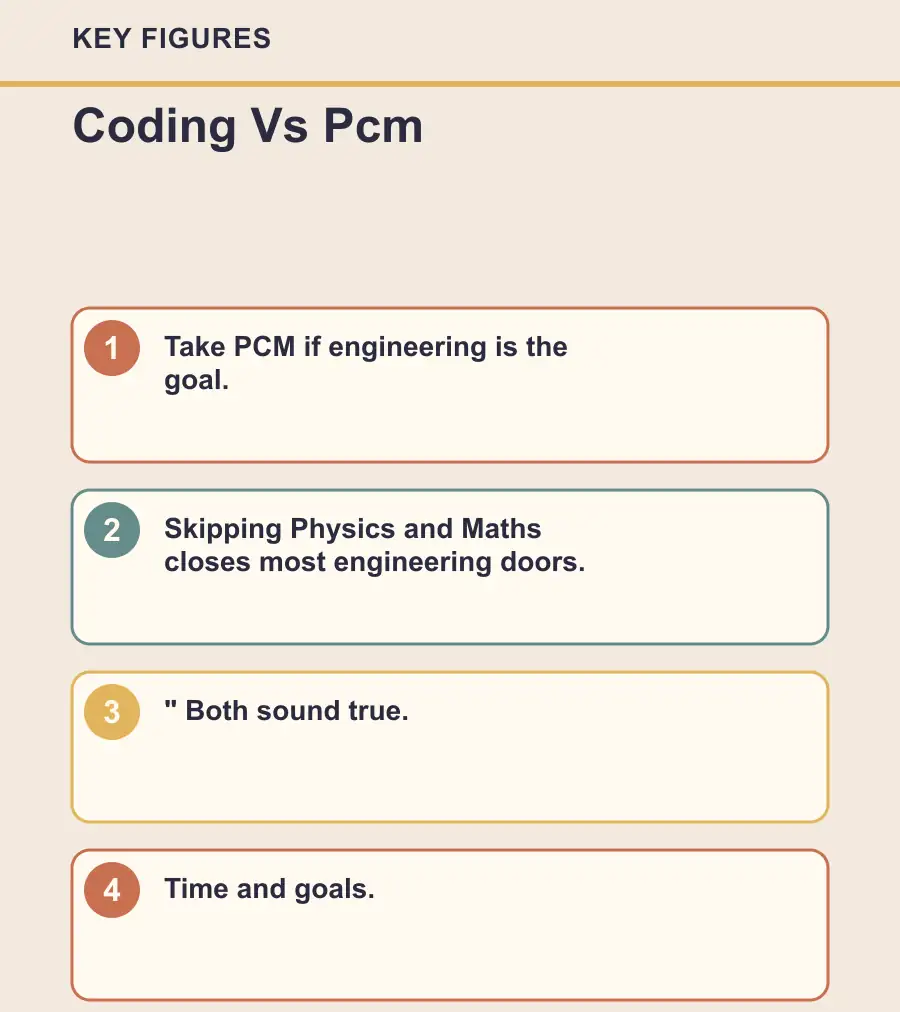 KEY FIGURES
Coding Vs Pcm
1
Take PCM if engineering is the
goal.
2
Skipping Physics and Maths
closes most engineering doors.
3
" Both sound true.
4
Time and goals.